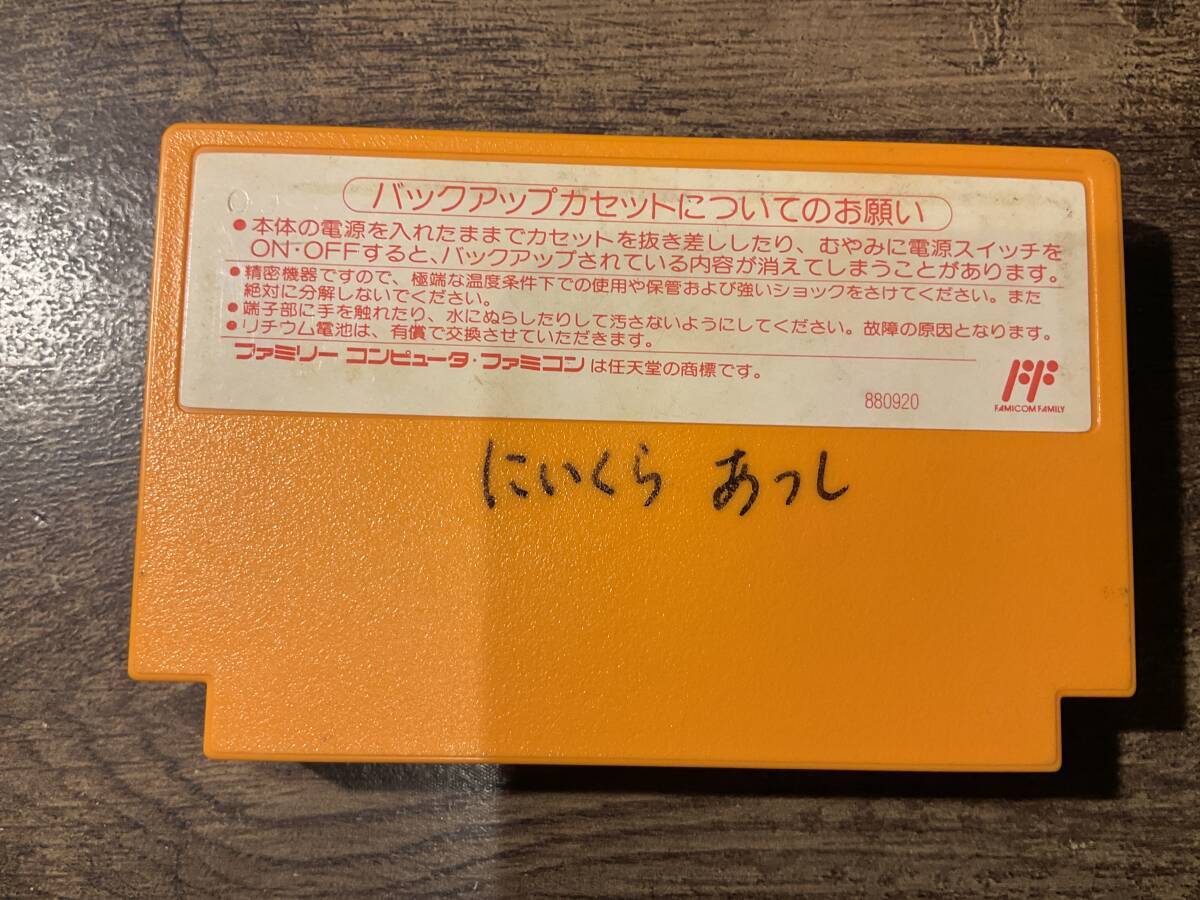 バックアップカセットについてのお願い
●本体の電源を入れたままでカセットを抜き差ししたり、むやみに電源スイッチを
ON・OFFすると、バックアップされている内容が消えてしまうことがあります。
●精密機器ですので、極端な温度条件下での使用や保管および強いショックをさけてください。また
絶対に分解しないでください。
●端子部に手を触れたり、水にぬらしたりして汚さないようにしてください。故障の原因となります。
●リチウム電池は、有償で交換させていただきます。
ファミリーコンピュータ・ファミコンは任天堂の商標です。
880920
FAMICOM FAMILY
にいくら あつし